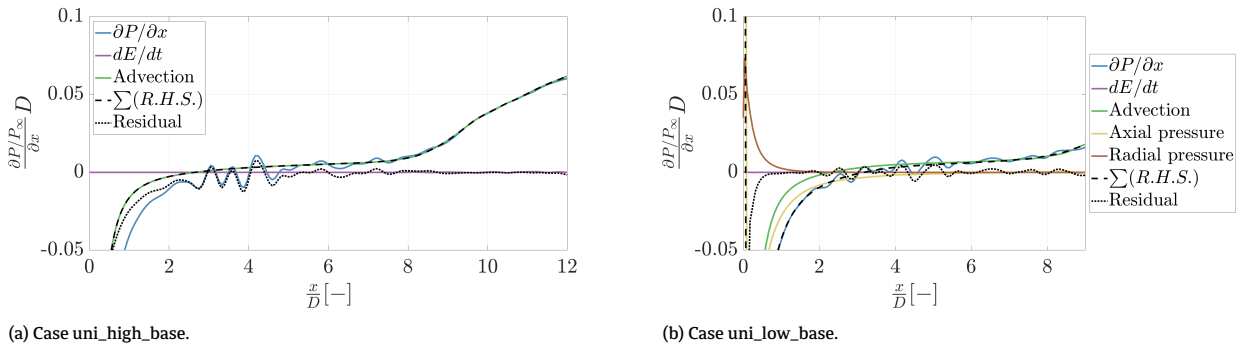 0.1
0.05
0
-0.05
∂P/P∞ / ∂x D
∂P/∂x
dE/dt
Advection
∑(R.H.S.)
Residual
0 2 4 6 8 10 12
x/D [−]
(a) Case uni_high_base.
0.1
0.05
0
-0.05
∂P/P∞ / ∂x D
0 2 4 6 8
x/D [−]
∂P/∂x
dE/dt
Advection
Axial pressure
Radial pressure
∑(R.H.S.)
Residual
(b) Case uni_low_base.